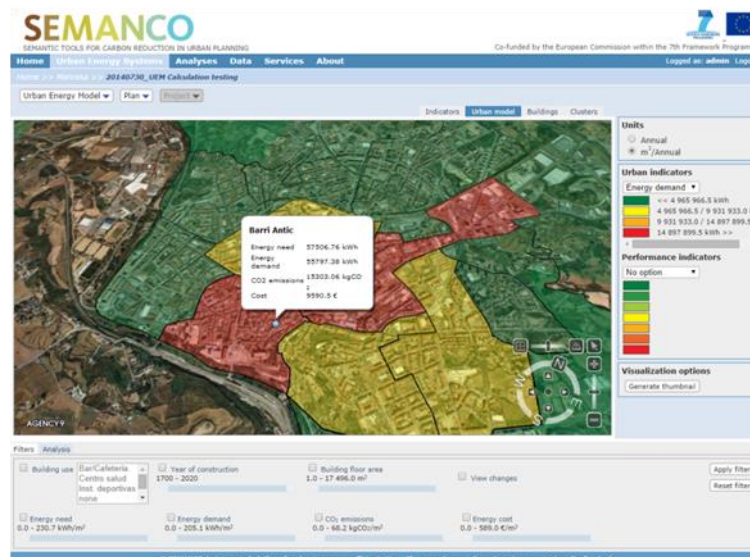 SEMANCO
SEMANTIC TOOLS FOR CARBON REDUCTION IN URBAN PLANNING
Co-funded by the European Commission within the 7th Framework Program
Home Urban Energy Systems Analyses Data Services About
Logged as: admin Logo
Home >> Manresa >> 20140730_UEM Calculation testing
Urban Energy Model Plan Project
Indicators Urban model Buildings Clusters
Units
Annual
m²/Annual
Urban indicators
Energy demand
<< 4 965 966.5 kWh
4 965 966.5 / 9 931 933.0
9 931 933.0 / 14 897 899.5
14 897 899.5 kWh >>
Performance indicators
No option
Visualization options
Generate thumbnail
Barri Antic
Energy need 57506.76 kWh
Energy demand 55797.38 kWh
CO2 emissions 15303.06 kgCO
2
Cost 9590.5 €
N
E
S
AGENCY9
Filters Analysis
Building use
Bar/Cafeteria
Centro salud
Inst. deportivas
none
Year of construction
1700 - 2020
Building floor area
1.0 - 17 496.0 m²
View changes
Apply filter
Reset filter
Energy need
0.0 - 230.7 kWh/m²
Energy demand
0.0 - 205.1 kWh/m²
CO₂ emissions
0.0 - 68.2 kgCO₂/m²
Energy cost
0.0 - 589.0 €/m²